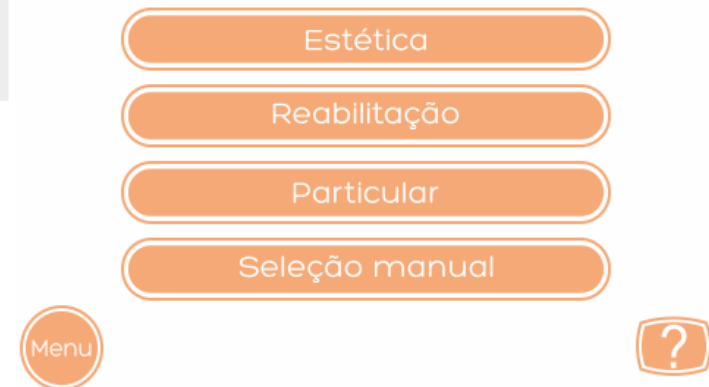 Estética
Reabilitação
Particular
Seleção manual
Menu
?